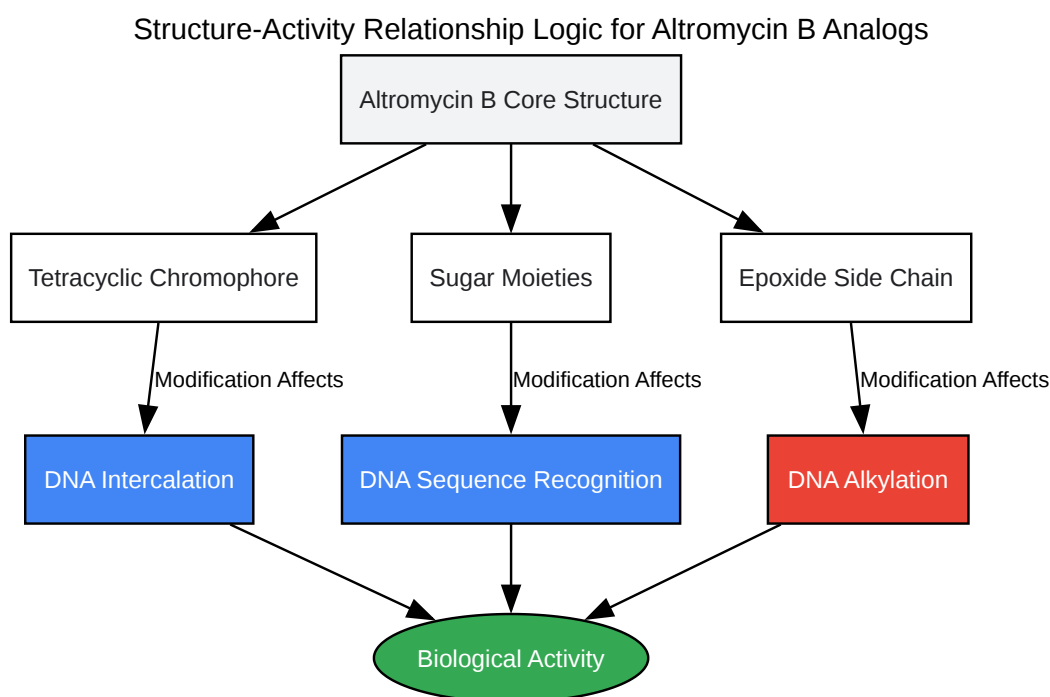 Structure-Activity Relationship Logic for Altromycin B Analogs
Altromycin B Core Structure
Tetracyclic Chromophore
Sugar Moieties
Epoxide Side Chain
Modification Affects
Modification Affects
Modification Affects
DNA Intercalation
DNA Sequence Recognition
DNA Alkylation
Biological Activity